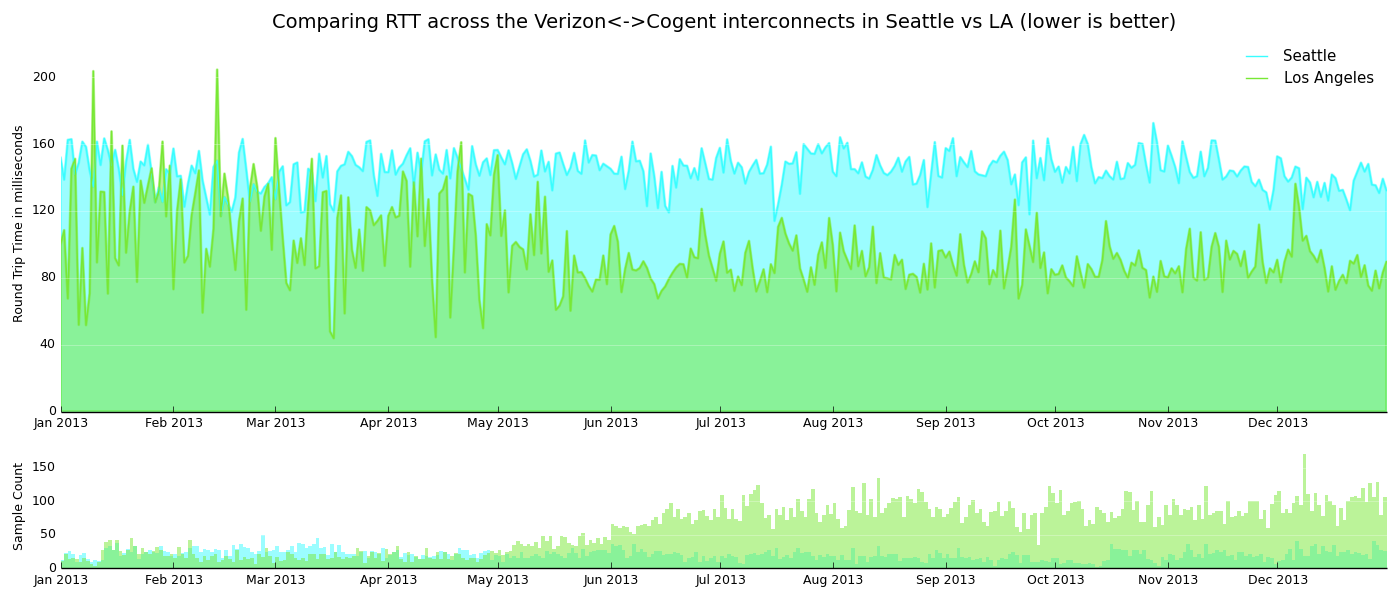 Comparing RTT across the Verizon<->Cogent interconnects in Seattle vs LA (lower is better)
Seattle
Los Angeles
Round Trip Time in milliseconds
200
160
120
80
40
0
Jan 2013 Feb 2013 Mar 2013 Apr 2013 May 2013 Jun 2013 Jul 2013 Aug 2013 Sep 2013 Oct 2013 Nov 2013 Dec 2013
Sample Count
150
100
50
0
Jan 2013 Feb 2013 Mar 2013 Apr 2013 May 2013 Jun 2013 Jul 2013 Aug 2013 Sep 2013 Oct 2013 Nov 2013 Dec 2013